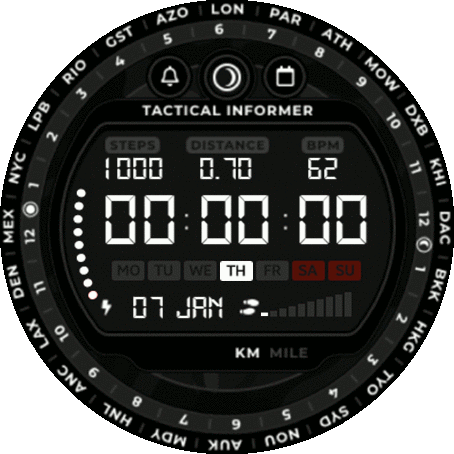 LON PAR ATH MOW DXB KHI DAC BKK HKG TYO SYD NOU AUK MDY HNL ANC LAX DEN MEX NYC LPB RIO GST AZO
6 7 8 9 10 11 12 1 2 3 4 5 6 7 8 9 10 11 12 1 2 3 4 5
TACTICAL INFORMER
STEPS DISTANCE BPM
1000 0.70 62
00:00:00
MO TU WE TH FR SA SU
07 JAN
KM MILE